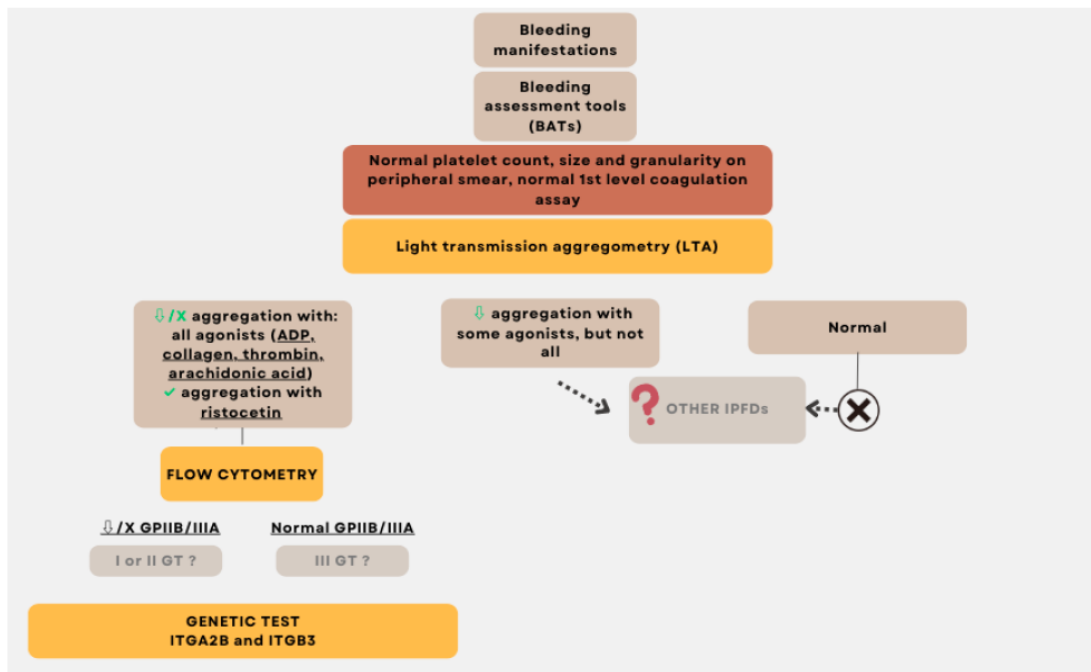 Bleeding
manifestations
Bleeding
assessment tools
(BATs)
Normal platelet count, size and granularity on
peripheral smear, normal 1st level coagulation
assay
Light transmission aggregometry (LTA)
⇩/X aggregation with:
all agonists (ADP,
collagen, thrombin,
arachidonic acid)
✓ aggregation with
ristocetin
⇩ aggregation with
some agonists, but not
all
Normal
? OTHER IPFDs
FLOW CYTOMETRY
⇩/X GPIIB/IIIA
Normal GPIIB/IIIA
I or II GT ?
III GT ?
GENETIC TEST
ITGA2B and ITGB3